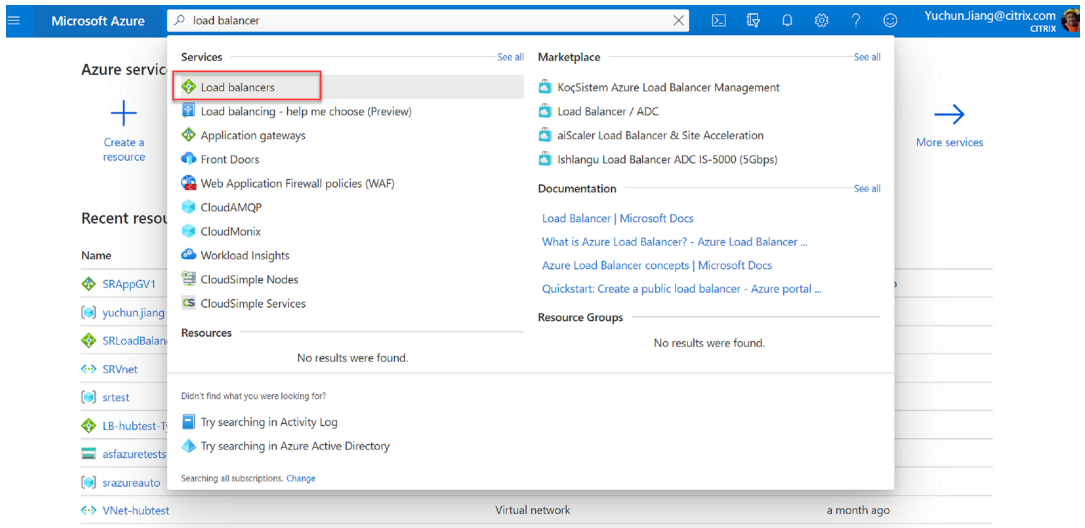 Microsoft Azure
load balancer
Yuchun.Jiang@citrix.com
CITRIX
Azure servic
Create a
resource
More services
Services
See all
Load balancers
Load balancing - help me choose (Preview)
Application gateways
Front Doors
Web Application Firewall policies (WAF)
CloudAMQP
CloudMonix
Workload Insights
CloudSimple Nodes
CloudSimple Services
Resources
No results were found.
Marketplace
See all
KoçSistem Azure Load Balancer Management
Load Balancer / ADC
aiScaler Load Balancer & Site Acceleration
Ishlangu Load Balancer ADC IS-5000 (5Gbps)
Documentation
See all
Load Balancer | Microsoft Docs
What is Azure Load Balancer? - Azure Load Balancer ...
Azure Load Balancer concepts | Microsoft Docs
Quickstart: Create a public load balancer - Azure portal ...
Resource Groups
No results were found.
Didn't find what you were looking for?
Try searching in Activity Log
Try searching in Azure Active Directory
Searching all subscriptions. Change
Recent resou
Name
SRAppGV1
yuchun.jiang
SRLoadBalan
SRVnet
srtest
LB-hubtest-T
asfazuretests
srazureauto
VNet-hubtest
Virtual network
a month ago